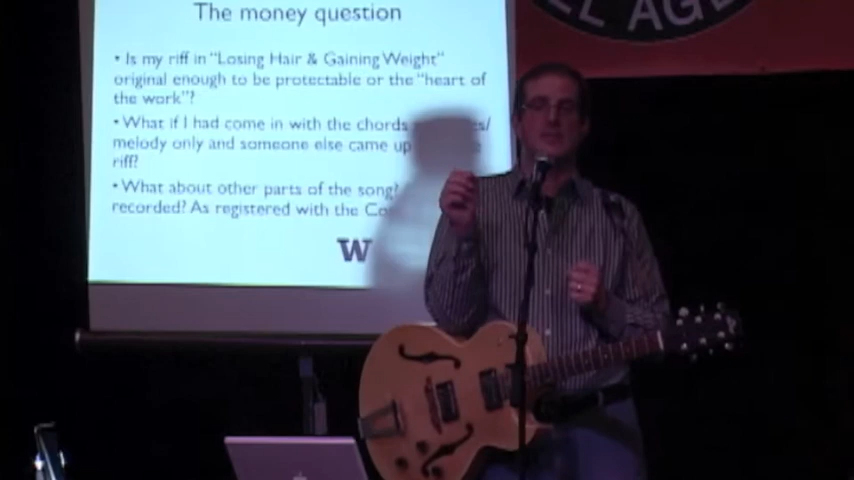 LL AGE
The money question
• Is my riff in "Losing Hair & Gaining Weight"
original enough to be protectable or the "heart of
the work"?
• What if I had come in with the chords
melody only and someone else came up
riff?
• What about other parts of the song?
recorded? As registered with the
W